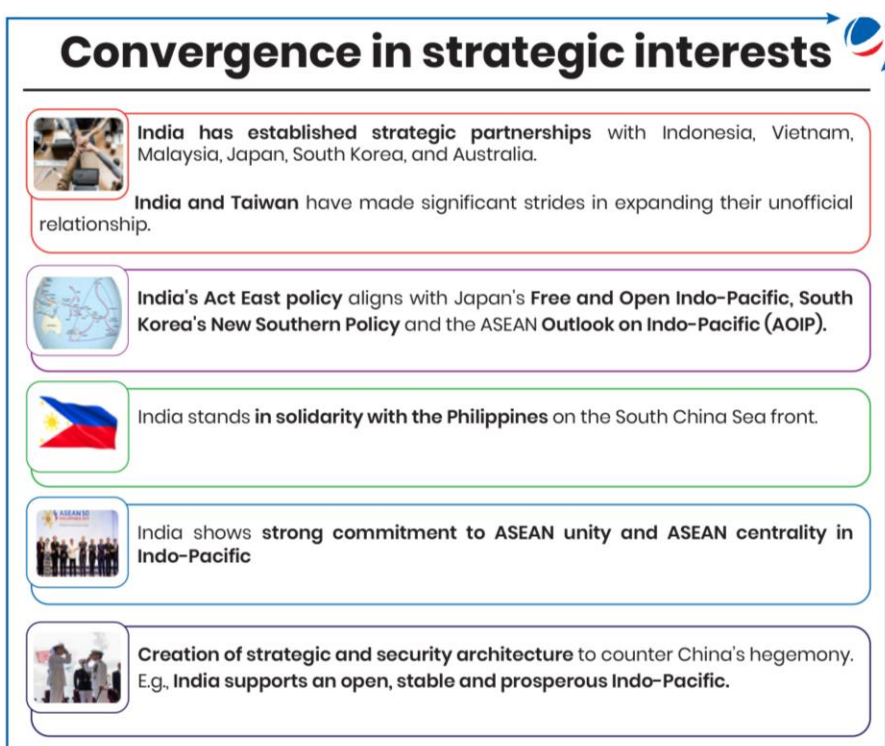 Convergence in strategic interests
India has established strategic partnerships with Indonesia, Vietnam,
Malaysia, Japan, South Korea, and Australia.
India and Taiwan have made significant strides in expanding their unofficial
relationship.
India's Act East policy aligns with Japan's Free and Open Indo-Pacific, South
Korea's New Southern Policy and the ASEAN Outlook on Indo-Pacific (AOIP).
India stands in solidarity with the Philippines on the South China Sea front.
ASEAN 50
India shows strong commitment to ASEAN unity and ASEAN centrality in
Indo-Pacific
Creation of strategic and security architecture to counter China's hegemony.
E.g., India supports an open, stable and prosperous Indo-Pacific.